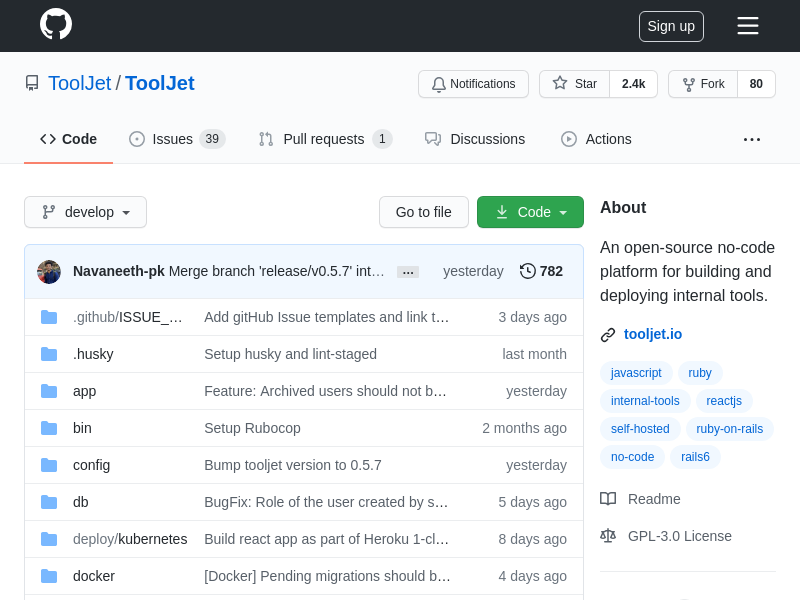 Sign up
ToolJet / ToolJet
Notifications
Star 2.4k
Fork 80
Code
Issues 39
Pull requests 1
Discussions
Actions
develop
Go to file
Code
Navaneeth-pk Merge branch 'release/v0.5.7' int… … yesterday 782
.github/ISSUE_… Add gitHub Issue templates and link t… 3 days ago
.husky Setup husky and lint-staged last month
app Feature: Archived users should not b… yesterday
bin Setup Rubocop 2 months ago
config Bump tooljet version to 0.5.7 yesterday
db BugFix: Role of the user created by s… 5 days ago
deploy/kubernetes Build react app as part of Heroku 1-cl… 8 days ago
docker [Docker] Pending migrations should b… 4 days ago
About
An open-source no-code
platform for building and
deploying internal tools.
tooljet.io
javascript ruby
internal-tools reactjs
self-hosted ruby-on-rails
no-code rails6
Readme
GPL-3.0 License